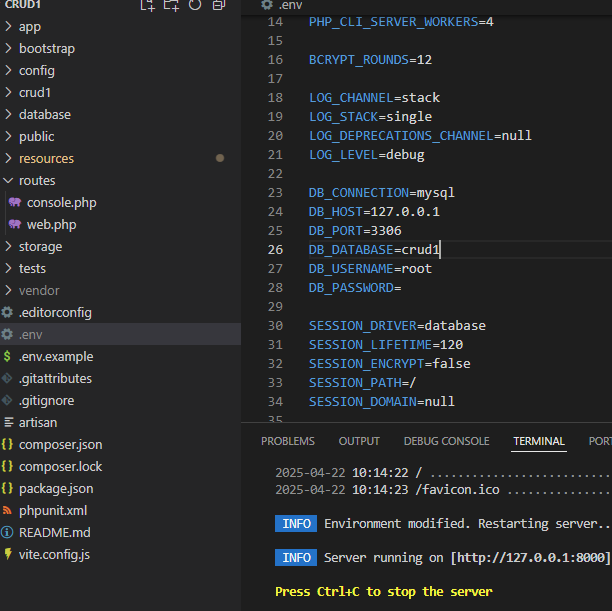 CRUD1
app
bootstrap
config
crud1
database
public
resources
routes
console.php
web.php
storage
tests
vendor
.editorconfig
.env
.env.example
.gitattributes
.gitignore
artisan
composer.json
composer.lock
package.json
phpunit.xml
README.md
vite.config.js
.env
14 PHP_CLI_SERVER_WORKERS=4
15
16 BCRYPT_ROUNDS=12
17
18 LOG_CHANNEL=stack
19 LOG_STACK=single
20 LOG_DEPRECATIONS_CHANNEL=null
21 LOG_LEVEL=debug
22
23 DB_CONNECTION=mysql
24 DB_HOST=127.0.0.1
25 DB_PORT=3306
26 DB_DATABASE=crud1
27 DB_USERNAME=root
28 DB_PASSWORD=
29
30 SESSION_DRIVER=database
31 SESSION_LIFETIME=120
32 SESSION_ENCRYPT=false
33 SESSION_PATH=/
34 SESSION_DOMAIN=null
35
PROBLEMS OUTPUT DEBUG CONSOLE TERMINAL POR
2025-04-22 10:14:22 / ........................
2025-04-22 10:14:23 /favicon.ico ..............
INFO Environment modified. Restarting server..
INFO Server running on [http://127.0.0.1:8000]
Press Ctrl+C to stop the server